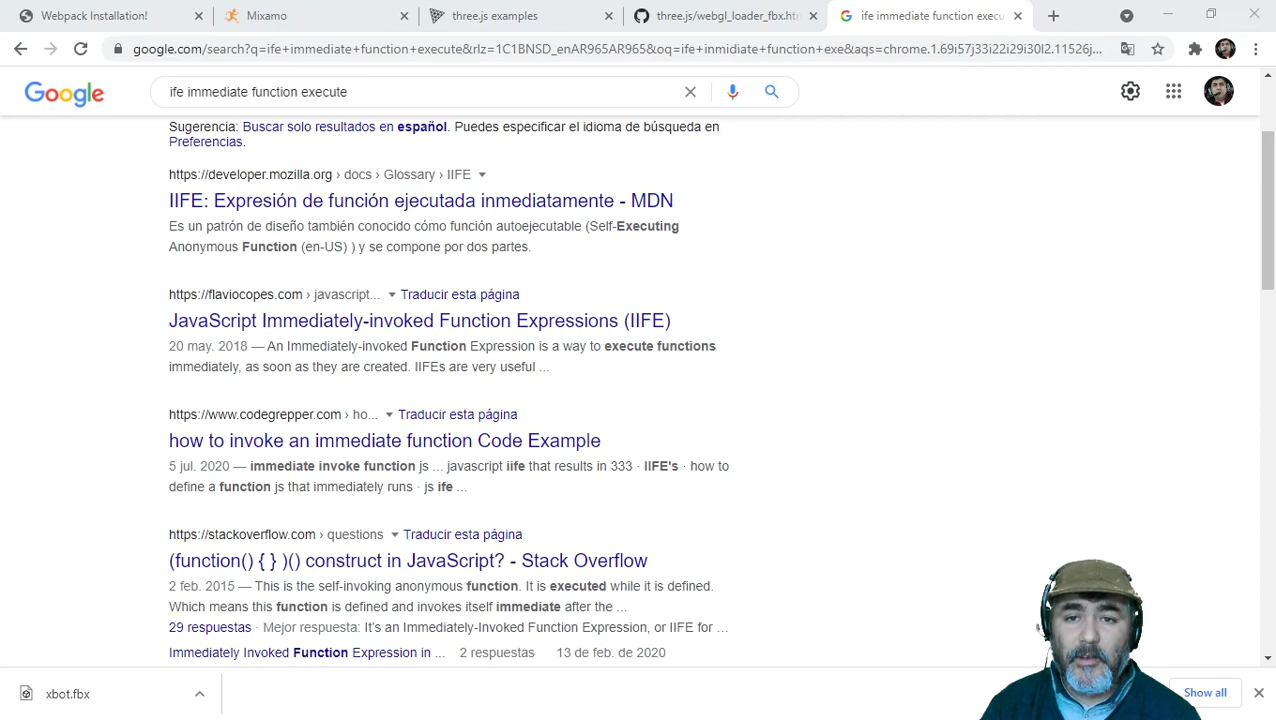 Webpack Installation!
Mixamo
three.js examples
three.js/webgl_loader_fbx.htm
ife immediate function execu
google.com/search?q=ife+immediate+function+execute&rlz=1C1BNSD_enAR965AR965&oq=ife+inmidiate+function+exe&aqs=chrome.1.69i57j33i22i29i30l2.11526j...
Google
ife immediate function execute
Sugerencia: Buscar solo resultados en español. Puedes especificar el idioma de búsqueda en
Preferencias.
https://developer.mozilla.org › docs › Glossary › IIFE
IIFE: Expresión de función ejecutada inmediatamente - MDN
Es un patrón de diseño también conocido cómo función autoejecutable (Self-Executing
Anonymous Function (en-US) ) y se compone por dos partes.
https://flaviocopes.com › javascript... Traducir esta página
JavaScript Immediately-invoked Function Expressions (IIFE)
20 may. 2018 — An Immediately-invoked Function Expression is a way to execute functions
immediately, as soon as they are created. IIFEs are very useful ...
https://www.codegrepper.com › ho... Traducir esta página
how to invoke an immediate function Code Example
5 jul. 2020 — immediate invoke function js ... javascript iife that results in 333 · IIFE's · how to
define a function js that immediately runs · js ife ...
https://stackoverflow.com › questions Traducir esta página
(function() { } )() construct in JavaScript? - Stack Overflow
2 feb. 2015 — This is the self-invoking anonymous function. It is executed while it is defined.
Which means this function is defined and invokes itself immediate after the ...
29 respuestas · Mejor respuesta: It's an Immediately-Invoked Function Expression, or IIFE for ...
Immediately Invoked Function Expression in ... 2 respuestas 13 de feb. de 2020
xbot.fbx
Show all